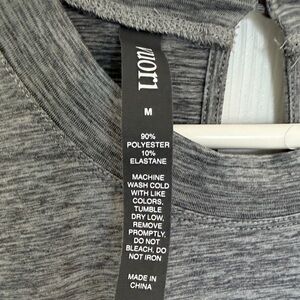 vuori
M
90%
POLYESTER
10%
ELASTANE
MACHINE
WASH COLD
WITH LIKE
COLORS,
TUMBLE
DRY LOW,
REMOVE
PROMPTLY.
DO NOT
BLEACH. DO
NOT IRON
MADE IN
CHINA